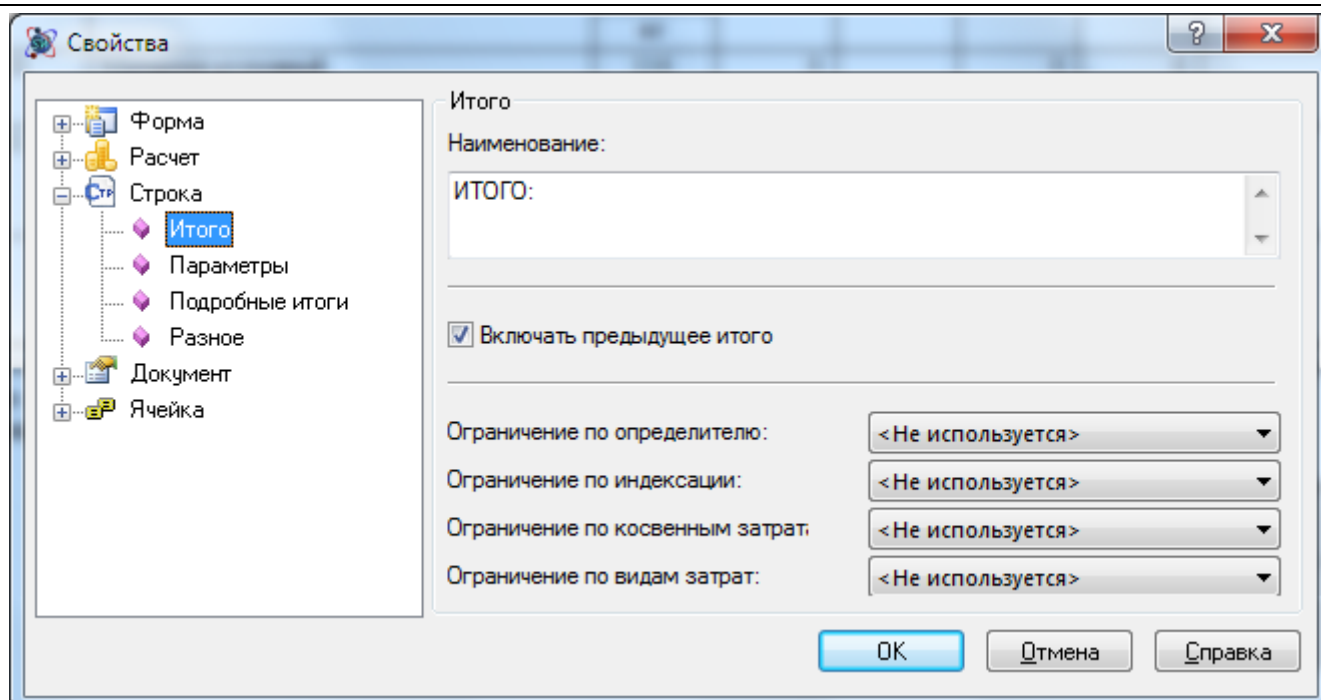 Свойства
Форма
Расчет
Строка
Итого
Параметры
Подробные итоги
Разное
Документ
Ячейка
Итого
Наименование:
ИТОГО:
Включать предыдущее итого
Ограничение по определителю: <Не используется>
Ограничение по индексации: <Не используется>
Ограничение по косвенным затрат <Не используется>
Ограничение по видам затрат: <Не используется>
OK Отмена Справка